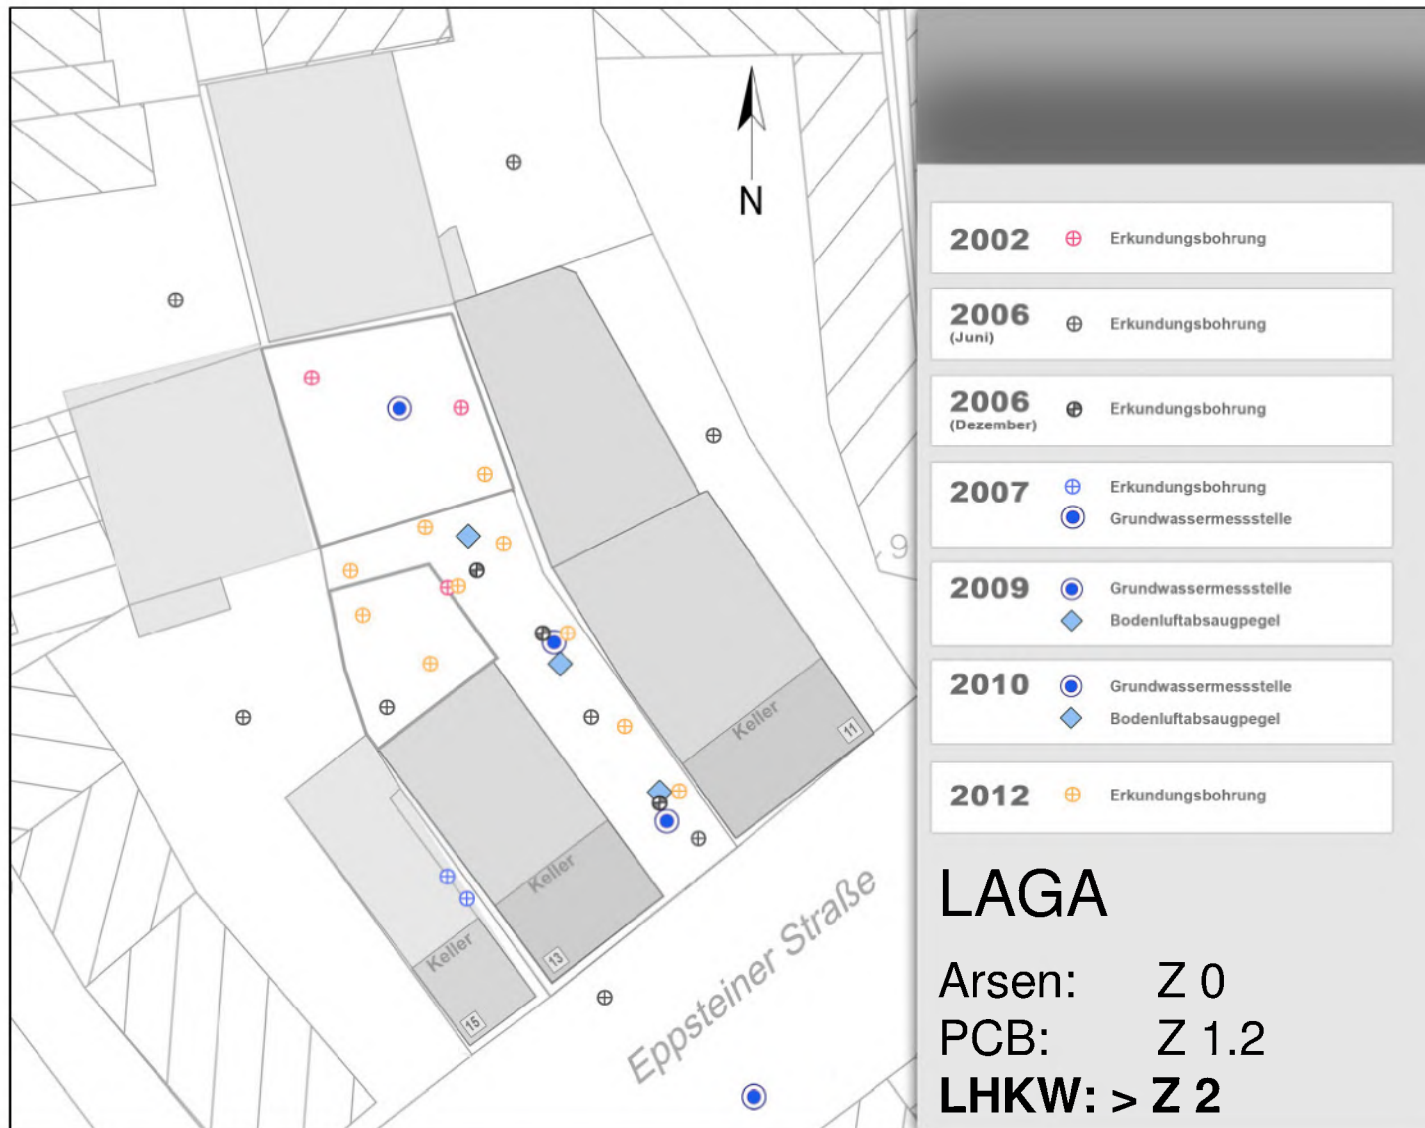 N
9
Keller
11
Keller
13
Keller
15
Eppsteiner Straße
2002 Erkundungsbohrung
2006 Erkundungsbohrung
(Juni)
2006 Erkundungsbohrung
(Dezember)
2007 Erkundungsbohrung
Grundwassermessstelle
2009 Grundwassermessstelle
Bodenluftabsaugpegel
2010 Grundwassermessstelle
Bodenluftabsaugpegel
2012 Erkundungsbohrung
LAGA
Arsen: Z 0
PCB: Z 1.2
LHKW: > Z 2